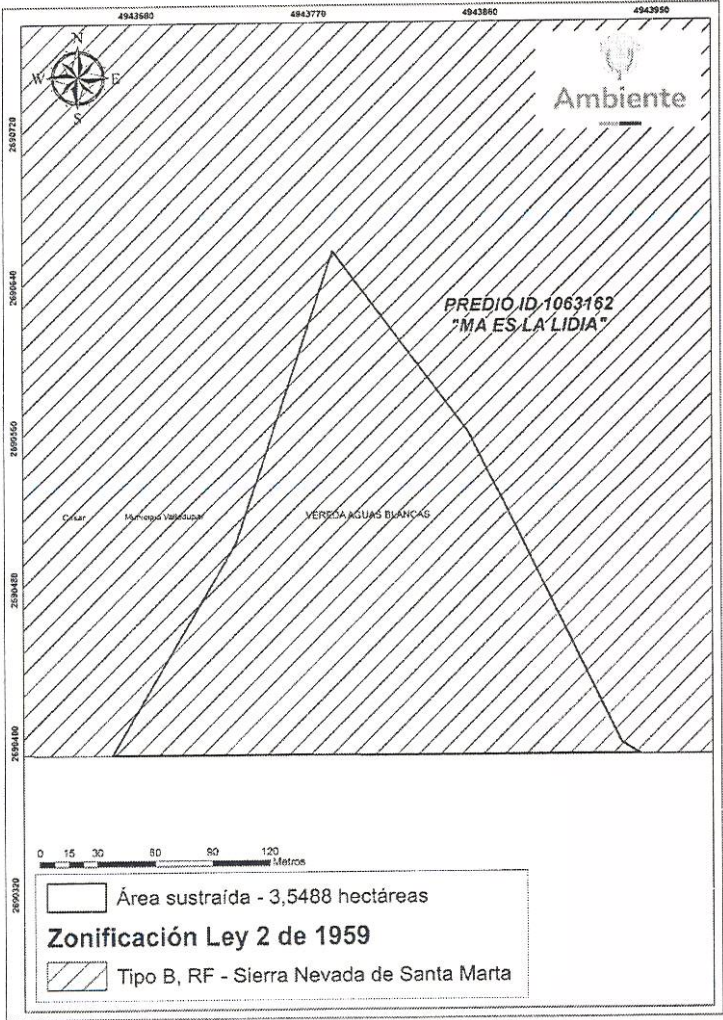 4943680 4943770 4943860 4943950
N
W E
S
Ambiente
2690720
2690640
PREDIO ID 1063162
"MA ES LA LIDIA"
Cesar Municipio Valledupar VEREDA AGUAS BLANCAS
2690480
2690400
0 15 30 60 90 120
Metros
2690320
Área sustraída - 3,5488 hectáreas
Zonificación Ley 2 de 1959
Tipo B, RF - Sierra Nevada de Santa Marta